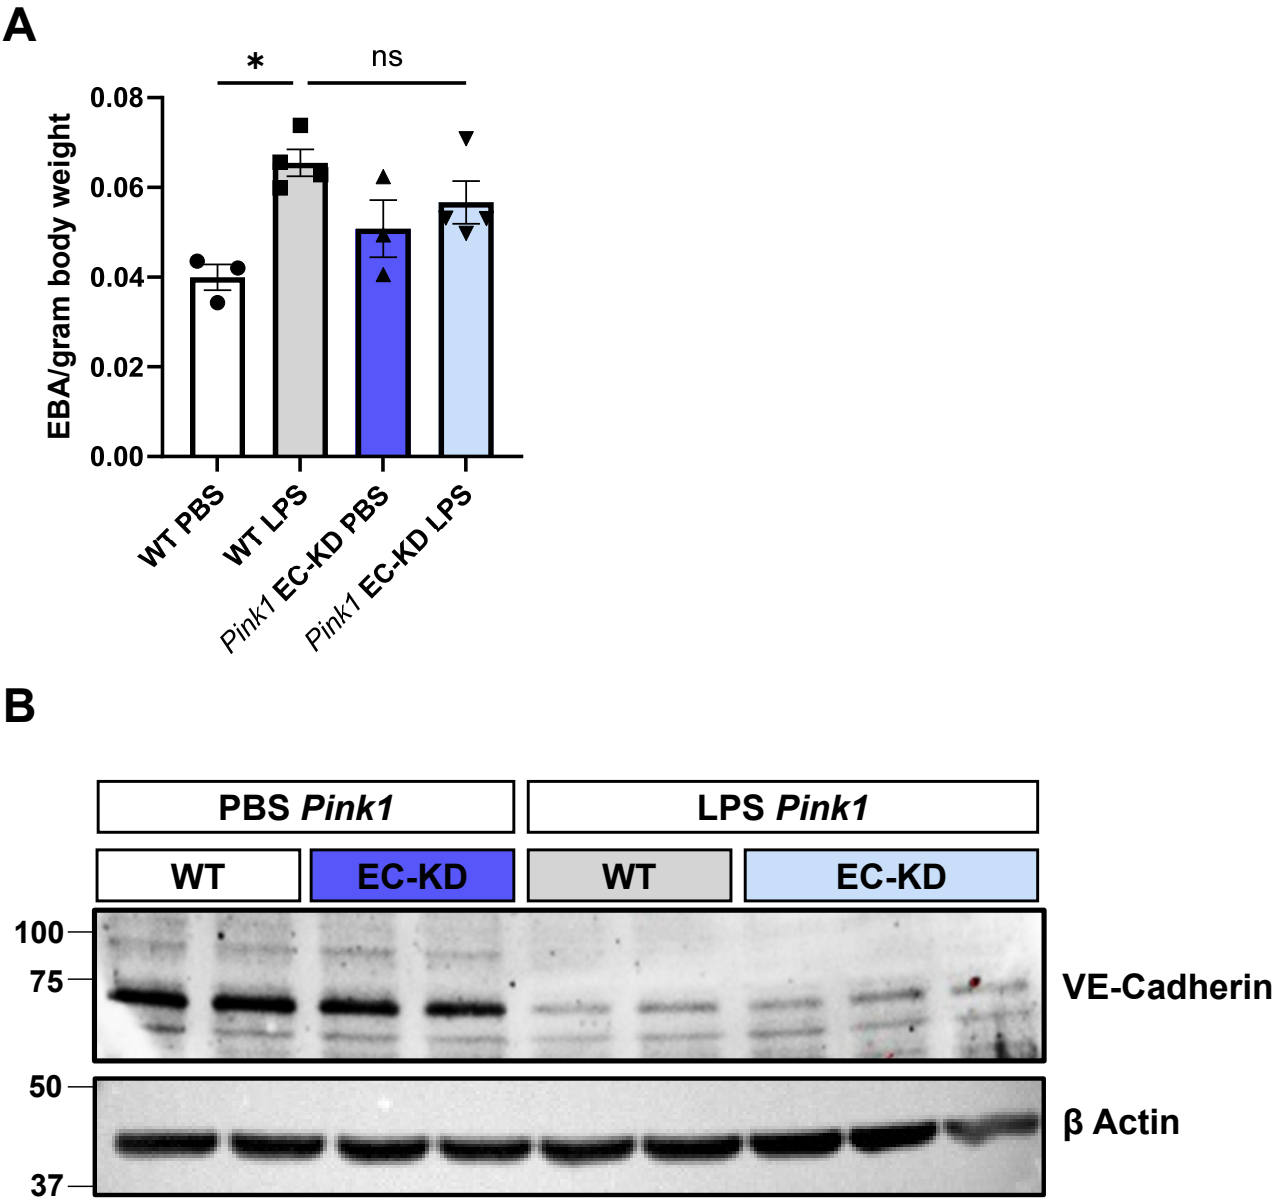 A
* ns
0.08
0.06
0.04
0.02
0.00
EBA/gram body weight
WT PBS
WT LPS
Pink1 EC-KD PBS
Pink1 EC-KD LPS
B
PBS Pink1 LPS Pink1
WT EC-KD WT EC-KD
100
75
VE-Cadherin
50
β Actin
37